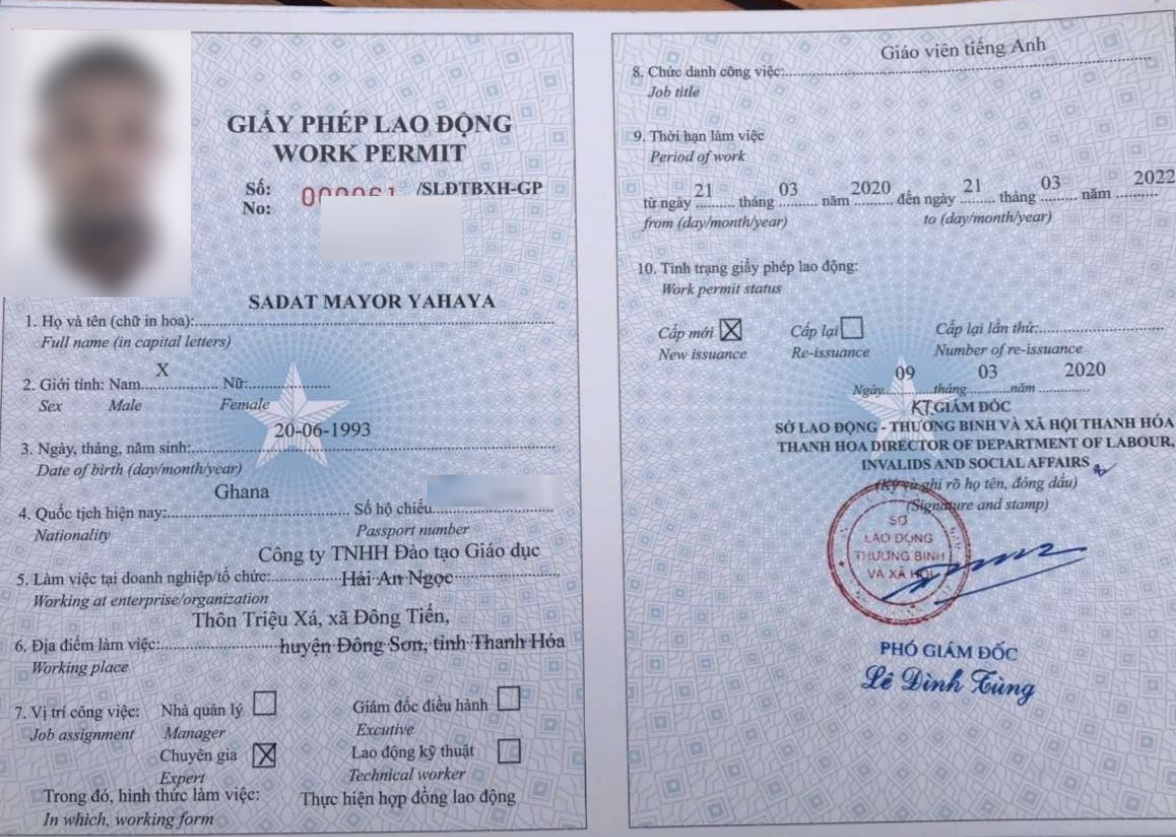 GIẤY PHÉP LAO ĐỘNG
WORK PERMIT
Số: /SLĐTBXH-GP
No:
SADAT MAYOR YAHAYA
1. Họ và tên (chữ in hoa):
Full name (in capital letters)
X
2. Giới tính: Nam Nữ:
Sex Male Female
20-06-1993
3. Ngày, tháng, năm sinh:
Date of birth (day/month/year)
Ghana
4. Quốc tịch hiện nay: Số hộ chiếu
Nationality Passport number
Công ty TNHH Đào tạo Giáo dục
5. Làm việc tại doanh nghiệp/tổ chức: Hải An Ngọc
Working at enterprise/organization
Thôn Triệu Xá, xã Đông Tiến,
6. Địa điểm làm việc: huyện Đông Sơn, tỉnh Thanh Hóa
Working place
7. Vị trí công việc: Nhà quản lý Giám đốc điều hành
Job assignment Manager Excutive
Chuyên gia Lao động kỹ thuật
Expert Technical worker
Trong đó, hình thức làm việc: Thực hiện hợp đồng lao động
In which, working form
Giáo viên tiếng Anh
8. Chức danh công việc:
Job title
9. Thời hạn làm việc
Period of work
từ ngày 21 tháng 03 năm 2020 đến ngày 21 tháng 03 năm 2022
from (day/month/year) to (day/month/year)
10. Tình trạng giấy phép lao động:
Work permit status
Cấp mới Cấp lại Cấp lại lần thứ:
New issuance Re-issuance Number of re-issuance
Ngày 09 tháng 03 năm 2020
KT.GIÁM ĐỐC
SỞ LAO ĐỘNG - THƯƠNG BINH VÀ XÃ HỘI THANH HÓA
THANH HOA DIRECTOR OF DEPARTMENT OF LABOUR,
INVALIDS AND SOCIAL AFFAIRS
(Ký và ghi rõ họ tên, đóng dấu)
(Signature and stamp)
SỞ
LAO ĐỘNG
THƯƠNG BINH
VÀ XÃ HỘI
PHÓ GIÁM ĐỐC
Lê Đình Tùng